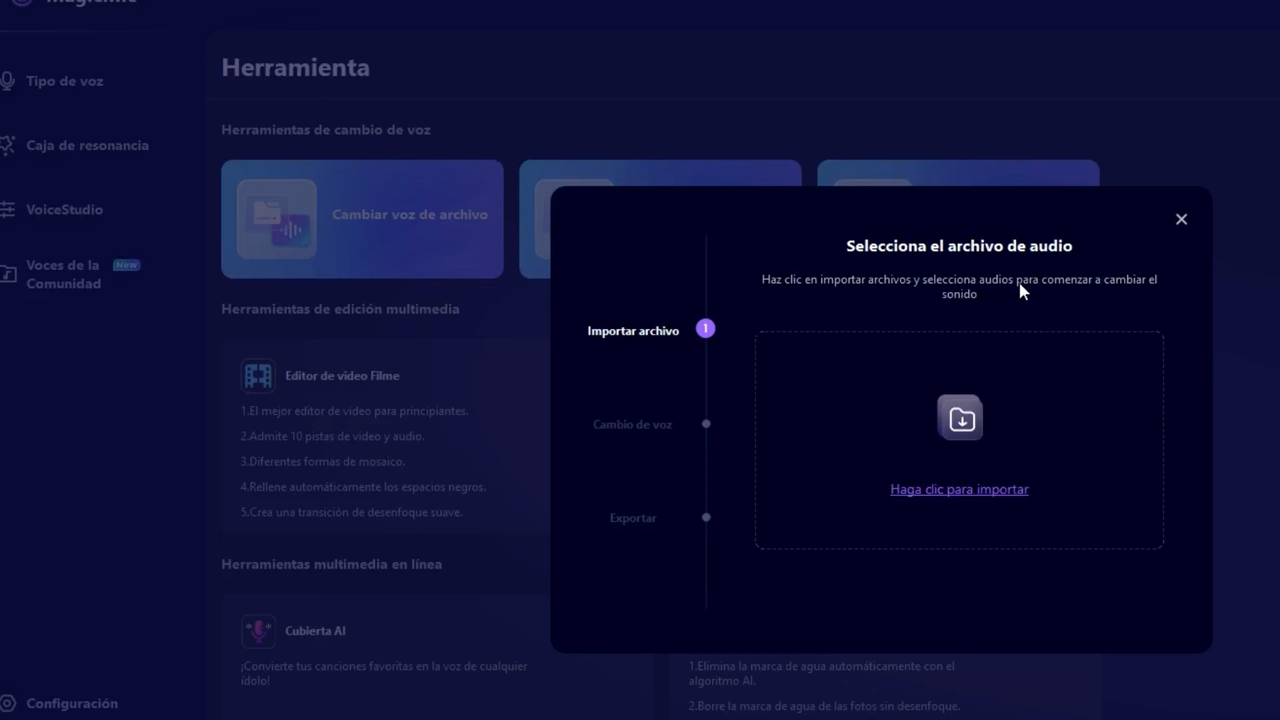 Tipo de voz
Caja de resonancia
VoiceStudio
Voces de la
Comunidad
New
Configuración
Herramienta
Herramientas de cambio de voz
Cambiar voz de archivo
Herramientas de edición multimedia
Editor de video Filme
1.El mejor editor de video para principiantes.
2.Admite 10 pistas de video y audio.
3.Diferentes formas de mosaico.
4.Rellene automáticamente los espacios negros.
5.Crea una transición de desenfoque suave.
Herramientas multimedia en línea
Cubierta AI
¡Convierte tus canciones favoritas en la voz de cualquier
ídolo!
1.Elimina la marca de agua automáticamente con el
algoritmo AI.
2.Borre la marca de agua de las fotos sin desenfoque.
Selecciona el archivo de audio
Haz clic en importar archivos y selecciona audios para comenzar a cambiar el
sonido
Importar archivo
1
Cambio de voz
Exportar
Haga clic para importar